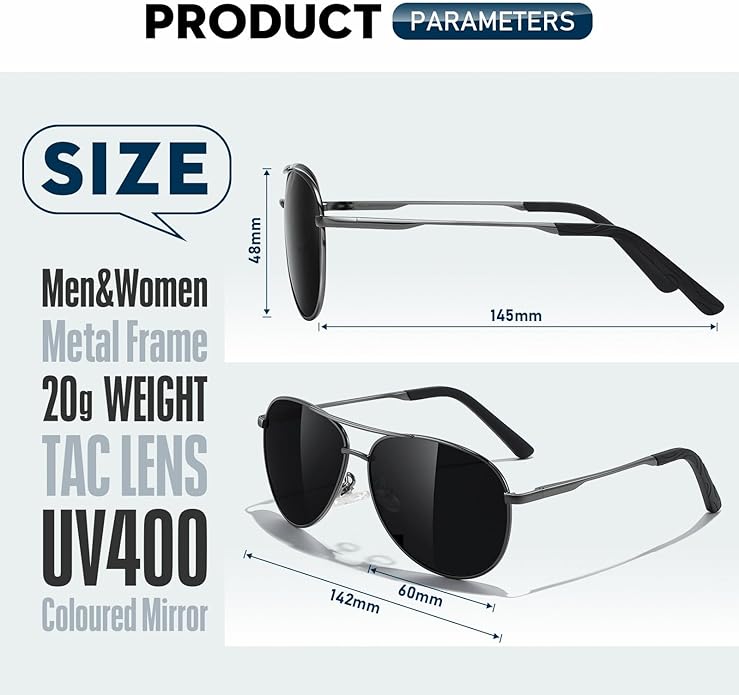 PRODUCT PARAMETERS
SIZE
Men&Women
Metal Frame
20g WEIGHT
TAC LENS
UV400
Coloured Mirror
48mm
145mm
60mm
142mm